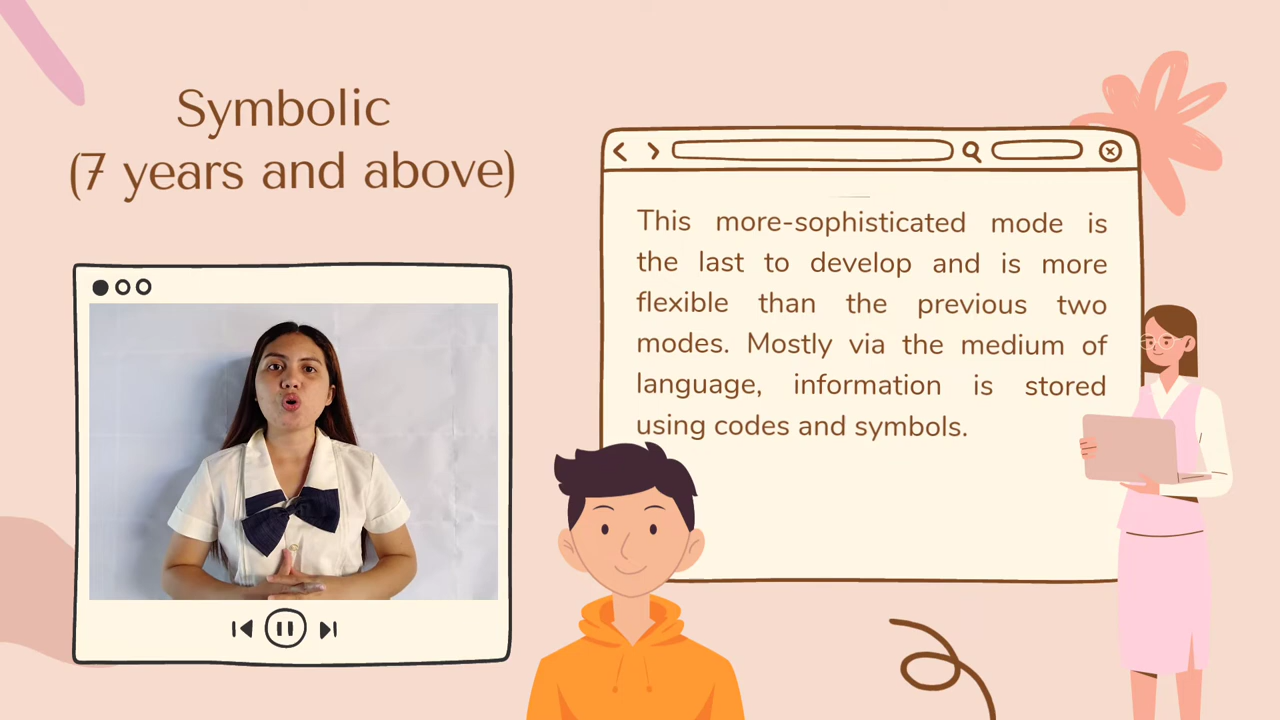 Symbolic
(7 years and above)
This more-sophisticated mode is
the last to develop and is more
flexible than the previous two
modes. Mostly via the medium of
language, information is stored
using codes and symbols.